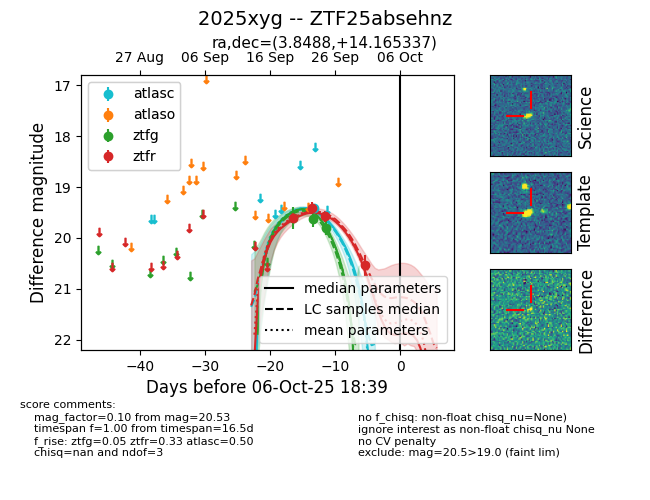 2025xyg -- ZTF25absehnz
ra,dec=(3.8488,+14.165337)
27 Aug 06 Sep 16 Sep 26 Sep 06 Oct
17
18
19
20
21
22
Difference magnitude
atlasc
atlaso
ztfg
ztfr
median parameters
LC samples median
mean parameters
−40 −30 −20 −10 0
Days before 06-Oct-25 18:39
Science
Template
Difference
score comments:
mag_factor=0.10 from mag=20.53
timespan f=1.00 from timespan=16.5d
f_rise: ztfg=0.05 ztfr=0.33 atlasc=0.50
chisq=nan and ndof=3
no f_chisq: non-float chisq_nu=None)
ignore interest as non-float chisq_nu None
no CV penalty
exclude: mag=20.5>19.0 (faint lim)